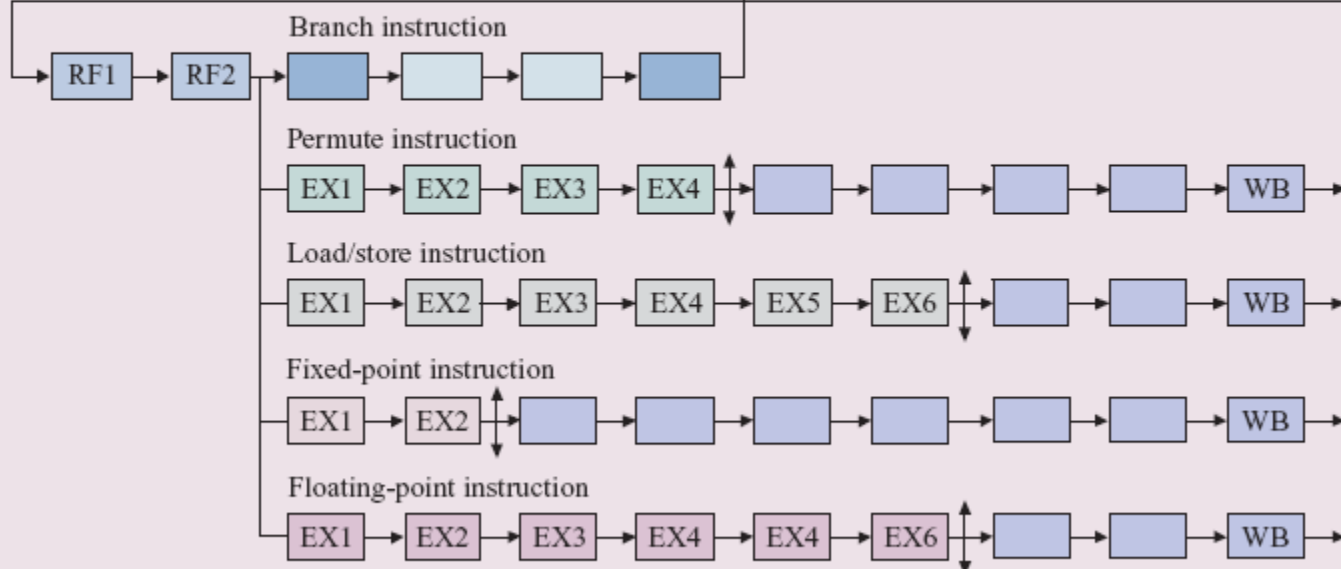 Branch instruction
RF1 RF2
Permute instruction
EX1 EX2 EX3 EX4 WB
Load/store instruction
EX1 EX2 EX3 EX4 EX5 EX6 WB
Fixed-point instruction
EX1 EX2 WB
Floating-point instruction
EX1 EX2 EX3 EX4 EX4 EX6 WB